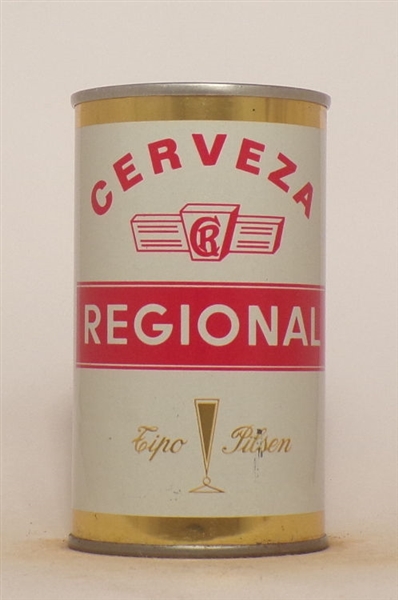 CERVEZA
CR
REGIONAL
Tipo Pilsen